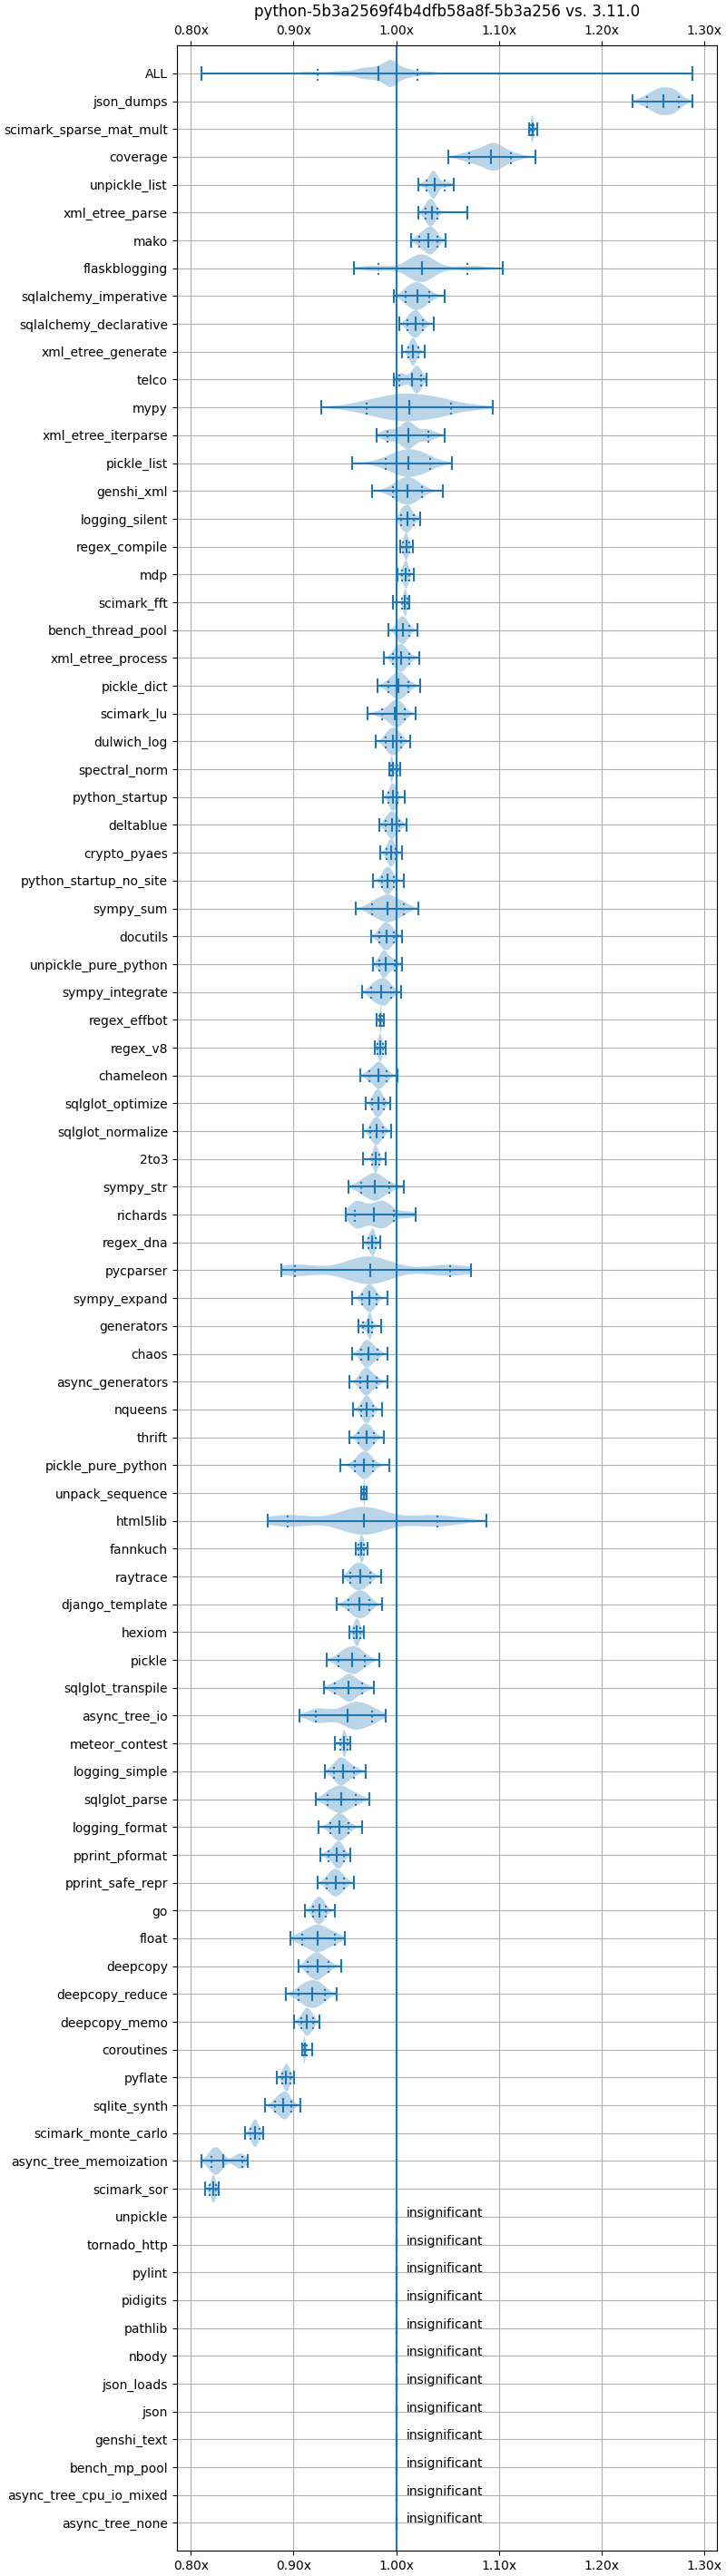 python-5b3a2569f4b4dfb58a8f-5b3a256 vs. 3.11.0
0.80x 0.90x 1.00x 1.10x 1.20x 1.30x
ALL
json_dumps
scimark_sparse_mat_mult
coverage
unpickle_list
xml_etree_parse
mako
flaskblogging
sqlalchemy_imperative
sqlalchemy_declarative
xml_etree_generate
telco
mypy
xml_etree_iterparse
pickle_list
genshi_xml
logging_silent
regex_compile
mdp
scimark_fft
bench_thread_pool
xml_etree_process
pickle_dict
scimark_lu
dulwich_log
spectral_norm
python_startup
deltablue
crypto_pyaes
python_startup_no_site
sympy_sum
docutils
unpickle_pure_python
sympy_integrate
regex_effbot
regex_v8
chameleon
sqlglot_optimize
sqlglot_normalize
2to3
sympy_str
richards
regex_dna
pycparser
sympy_expand
generators
chaos
async_generators
nqueens
thrift
pickle_pure_python
unpack_sequence
html5lib
fannkuch
raytrace
django_template
hexiom
pickle
sqlglot_transpile
async_tree_io
meteor_contest
logging_simple
sqlglot_parse
logging_format
pprint_pformat
pprint_safe_repr
go
float
deepcopy
deepcopy_reduce
deepcopy_memo
coroutines
pyflate
sqlite_synth
scimark_monte_carlo
async_tree_memoization
scimark_sor
unpickle insignificant
tornado_http insignificant
pylint insignificant
pidigits insignificant
pathlib insignificant
nbody insignificant
json_loads insignificant
json insignificant
genshi_text insignificant
bench_mp_pool insignificant
async_tree_cpu_io_mixed insignificant
async_tree_none insignificant
0.80x 0.90x 1.00x 1.10x 1.20x 1.30x